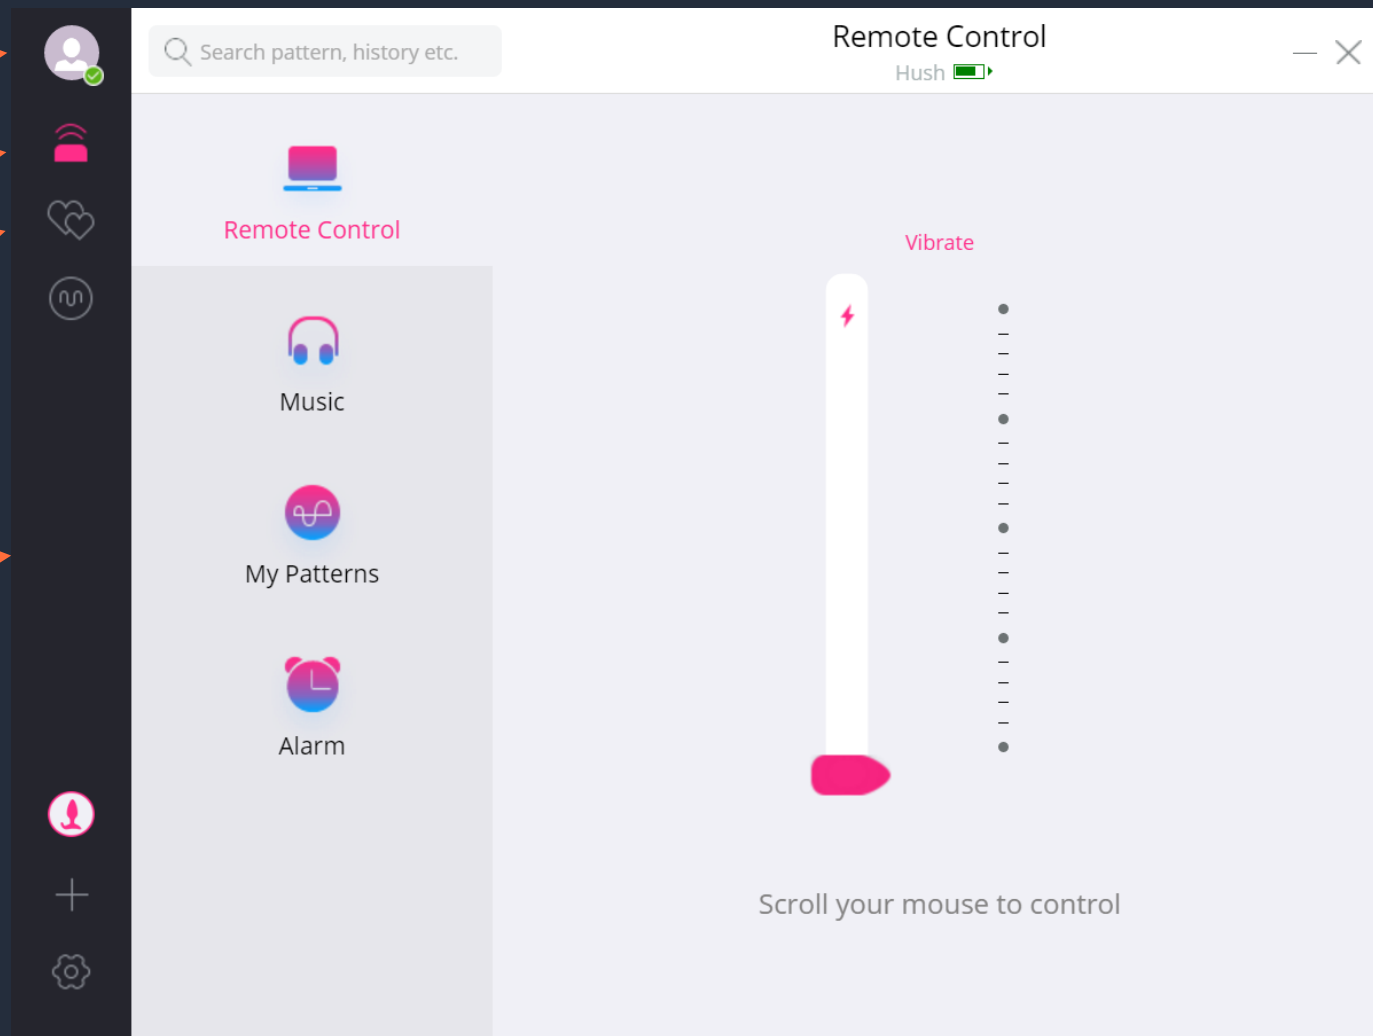 Search pattern, history etc.
Remote Control
Hush
Remote Control
Music
My Patterns
Alarm
Vibrate
Scroll your mouse to control